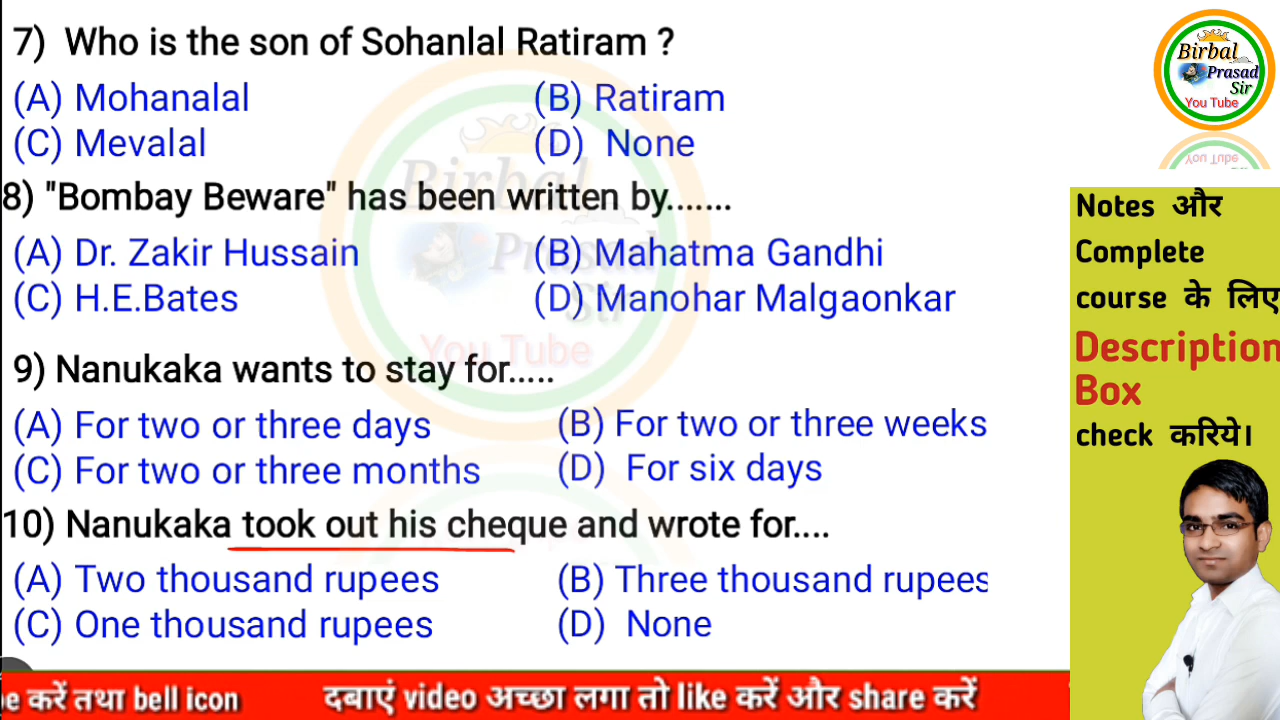 7) Who is the son of Sohanlal Ratiram ?
(A) Mohanalal (B) Ratiram
(C) Mevalal (D) None
8) "Bombay Beware" has been written by.......
(A) Dr. Zakir Hussain (B) Mahatma Gandhi
(C) H.E.Bates (D) Manohar Malgaonkar
9) Nanukaka wants to stay for.....
(A) For two or three days (B) For two or three weeks
(C) For two or three months (D) For six days
10) Nanukaka took out his cheque and wrote for....
(A) Two thousand rupees (B) Three thousand rupees
(C) One thousand rupees (D) None
Birbal
Prasad
Sir
You Tube
Birbal
Prasad
Sir
You Tube
Notes और
Complete
course के लिए
Description
Box
check करिये।
करें तथा bell icon दबाएं video अच्छा लगा तो like करें और share करें